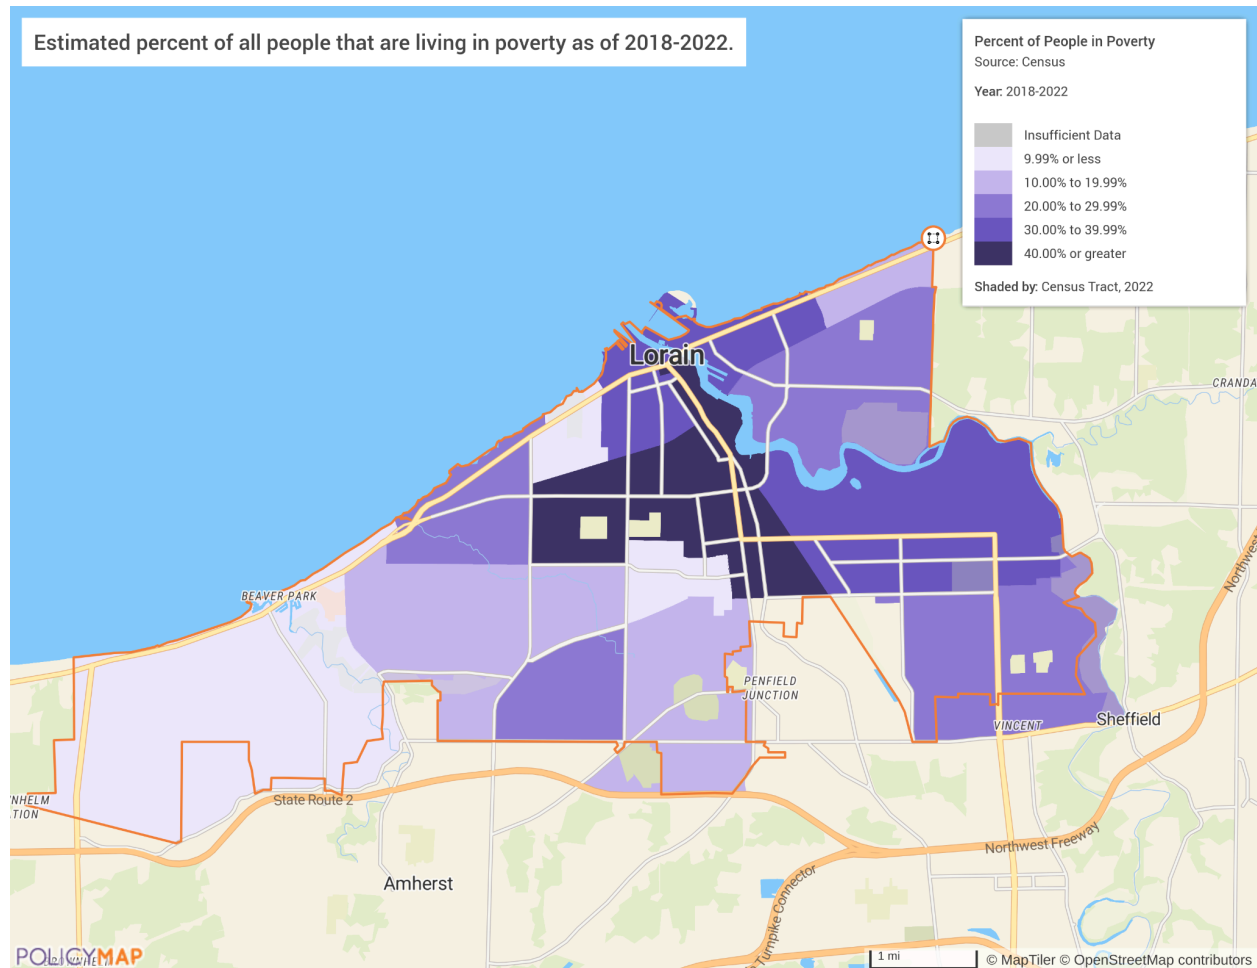 Estimated percent of all people that are living in poverty as of 2018-2022.
Percent of People in Poverty
Source: Census
Year: 2018-2022
Insufficient Data
9.99% or less
10.00% to 19.99%
20.00% to 29.99%
30.00% to 39.99%
40.00% or greater
Shaded by: Census Tract, 2022
Lorain
CRANDA
BEAVER PARK
PENFIELD
JUNCTION
Sheffield
VINCENT
Northwest
NHELM
TION
State Route 2
Northwest Freeway
Amherst
Turnpike Connector
POLICYMAP
1 mi
© MapTiler © OpenStreetMap contributors